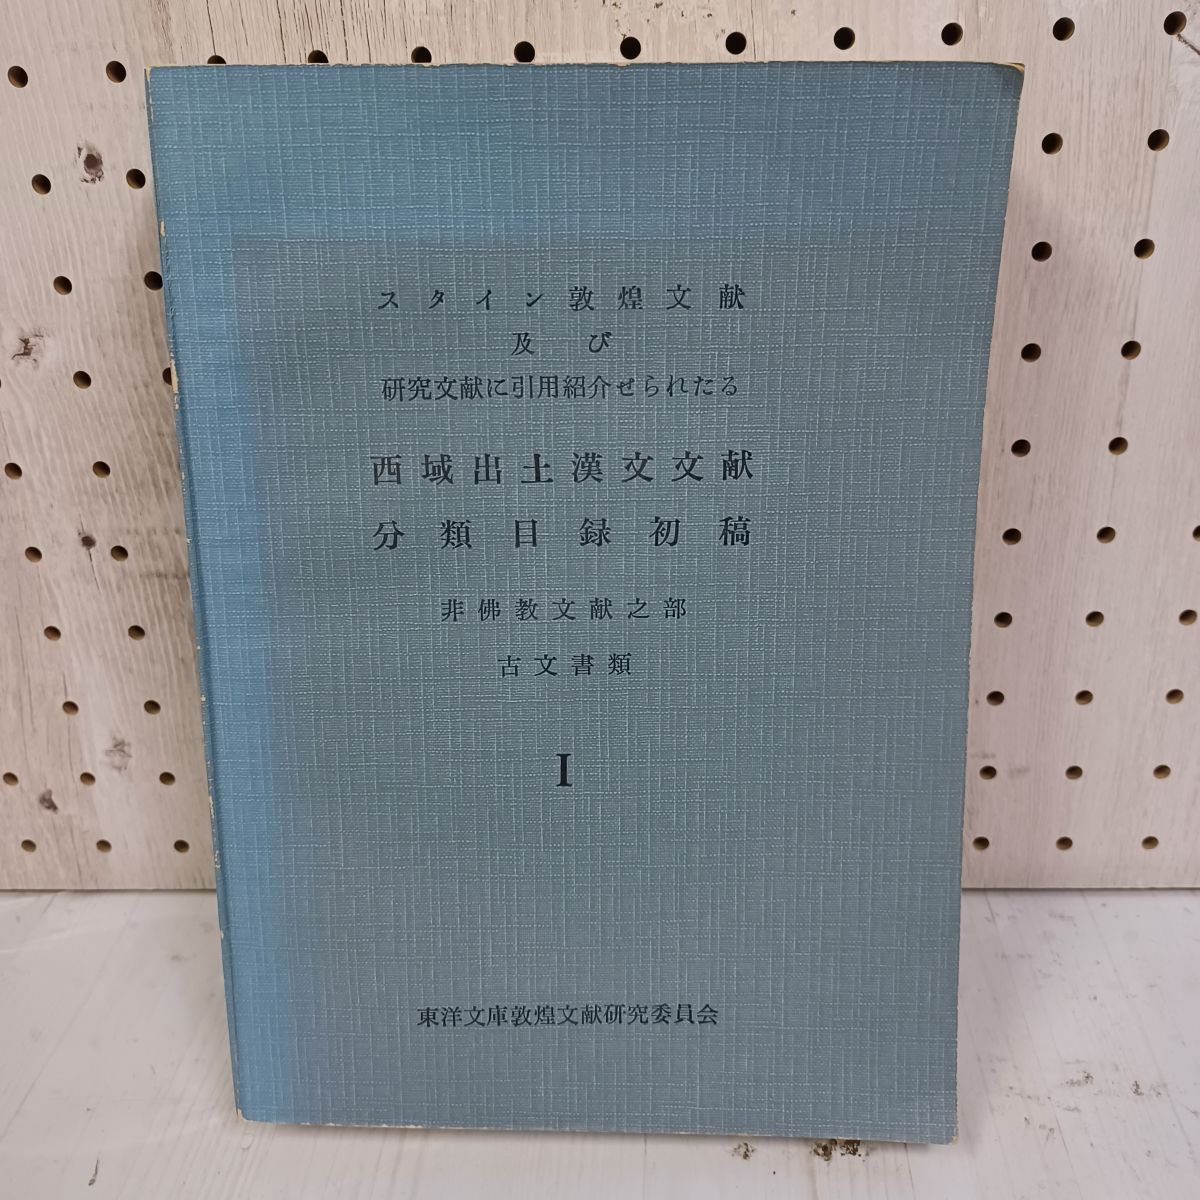 スタイン敦煌文献
及び
研究文献に引用紹介せられたる
西域出土漢文文献
分類目録初稿
非佛教文献之部
古文書類
I
東洋文庫敦煌文献研究委員会